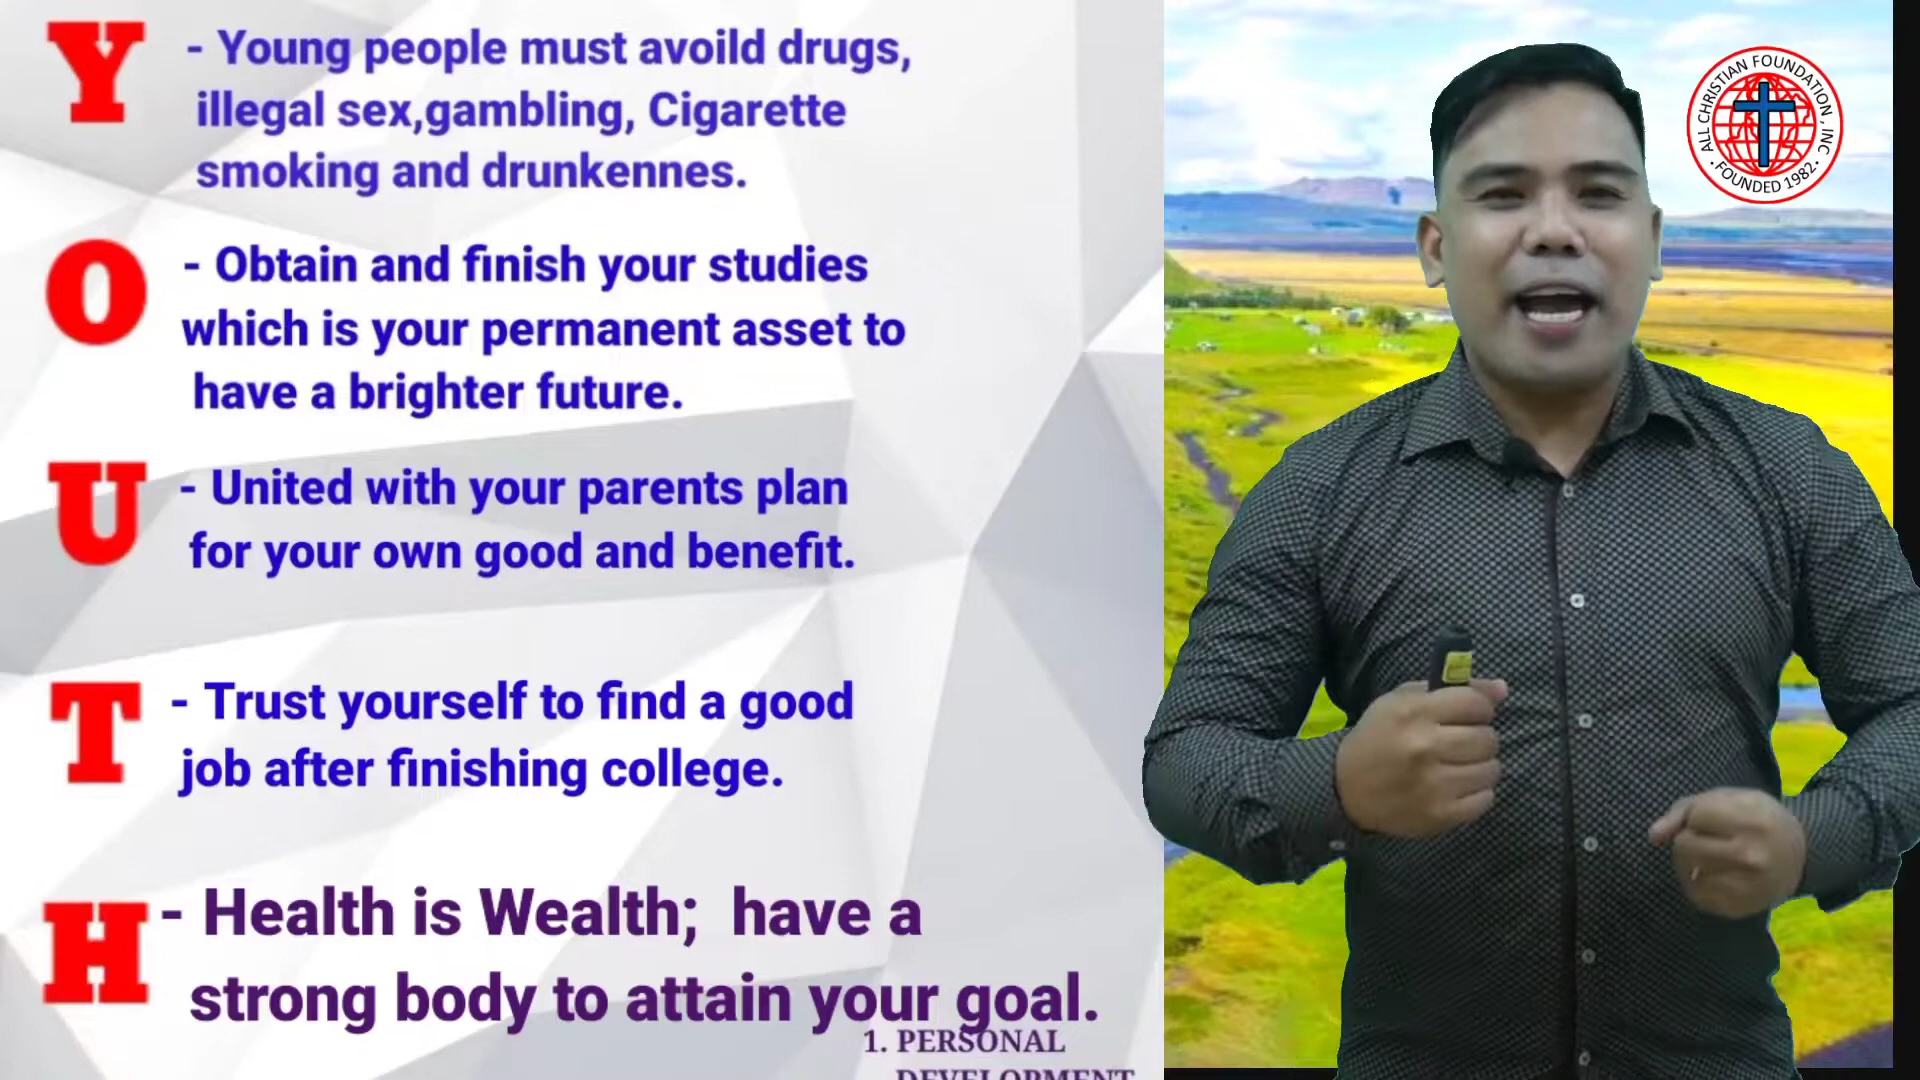 Y - Young people must avoild drugs,
illegal sex,gambling, Cigarette
smoking and drunkennes.
O - Obtain and finish your studies
which is your permanent asset to
have a brighter future.
U - United with your parents plan
for your own good and benefit.
T - Trust yourself to find a good
job after finishing college.
H - Health is Wealth; have a
strong body to attain your goal.
1. PERSONAL
DEVELOPMENT
ALL CHRISTIAN FOUNDATION, INC
• FOUNDED 1982 •